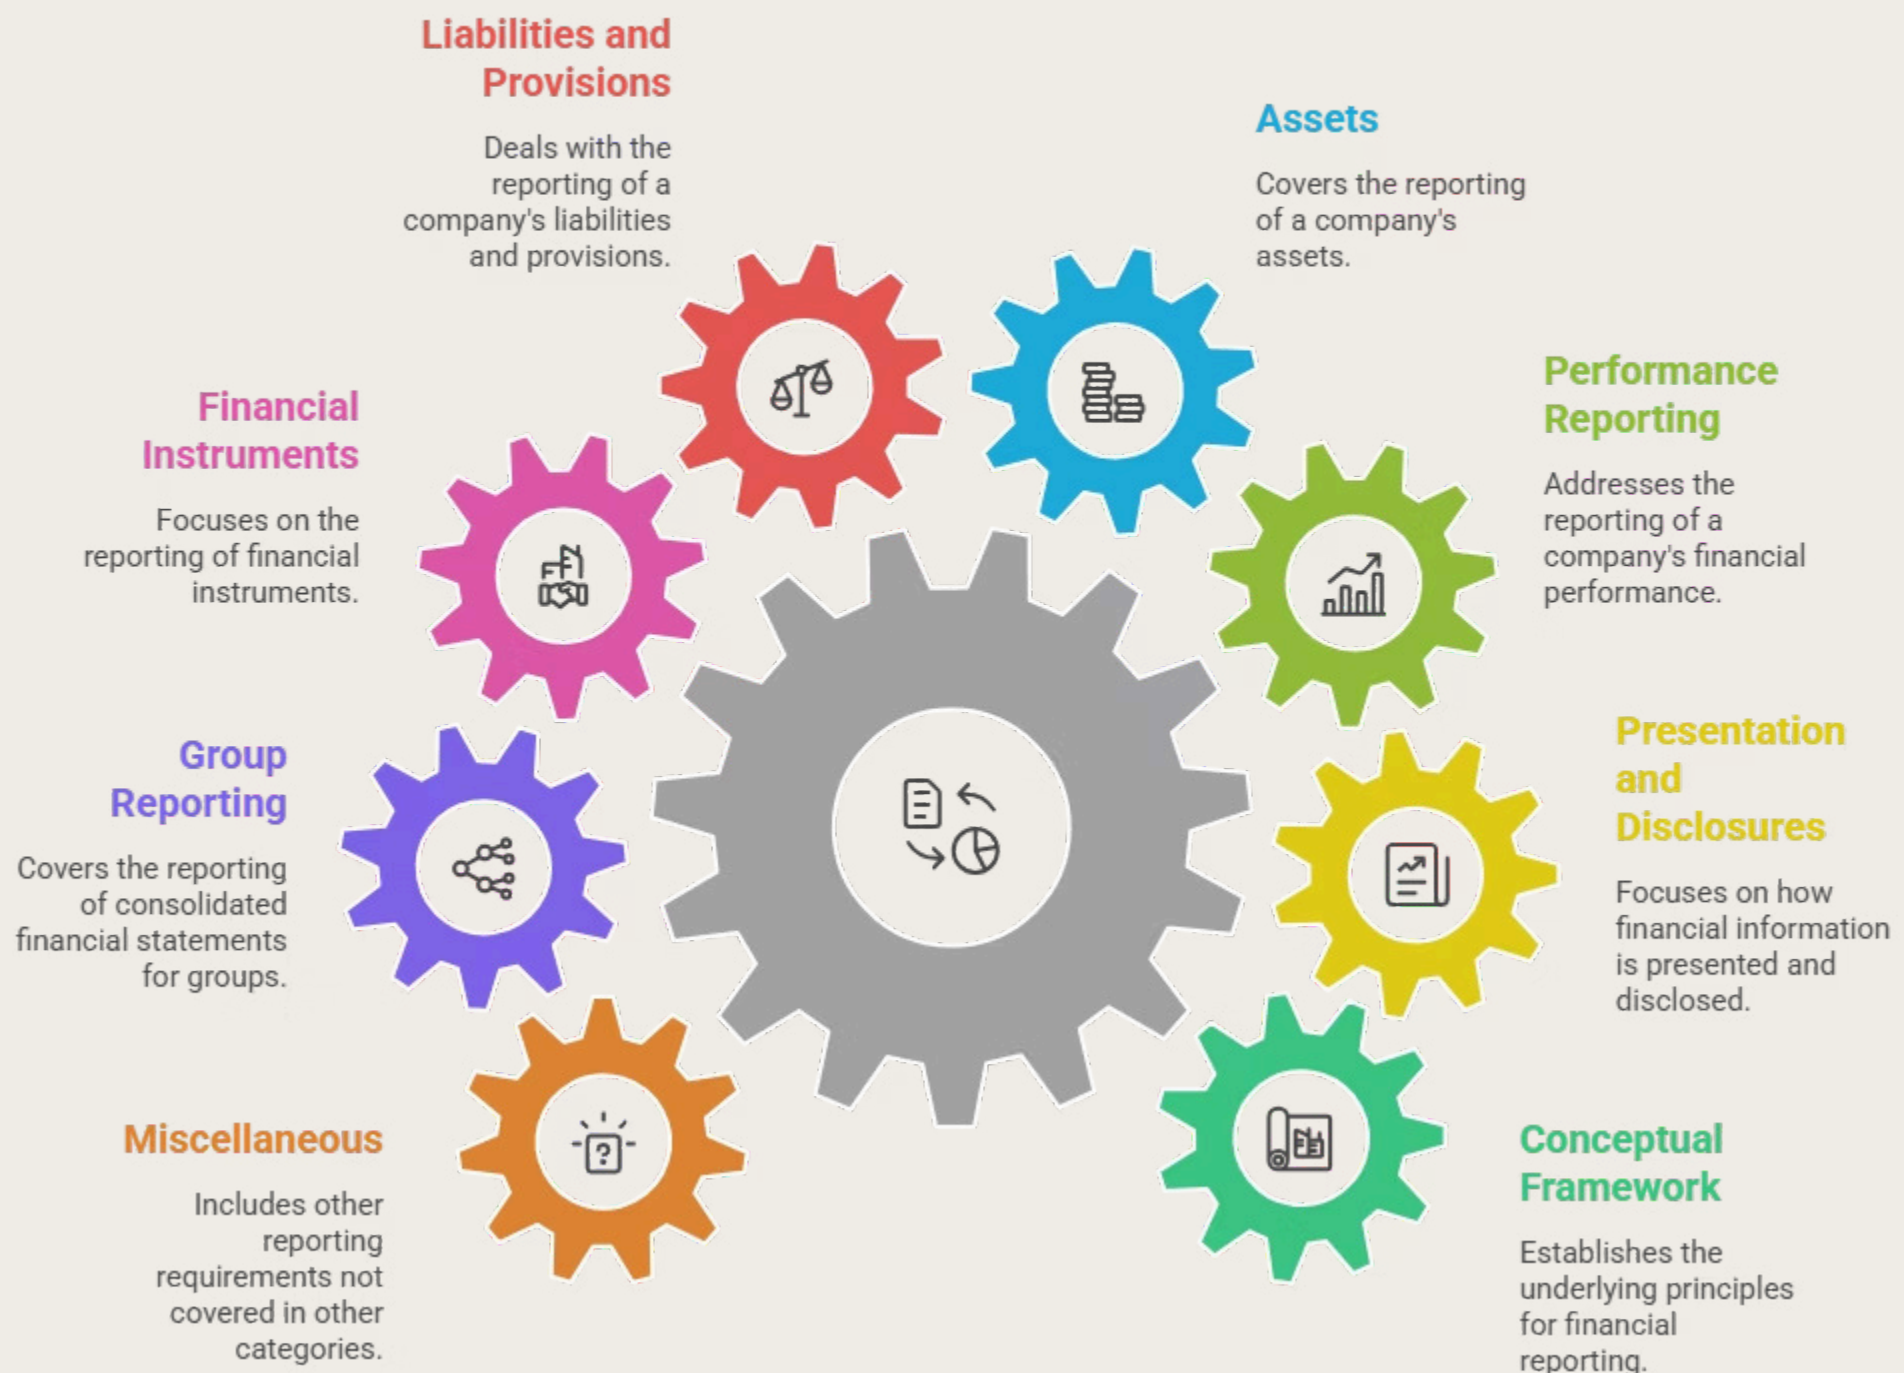 Liabilities and
Provisions
Deals with the
reporting of a
company's liabilities
and provisions.
Assets
Covers the reporting
of a company's
assets.
Financial
Instruments
Focuses on the
reporting of financial
instruments.
Performance
Reporting
Addresses the
reporting of a
company's financial
performance.
Group
Reporting
Covers the reporting
of consolidated
financial statements
for groups.
Presentation
and
Disclosures
Focuses on how
financial information
is presented and
disclosed.
Miscellaneous
Includes other
reporting
requirements not
covered in other
categories.
?
Conceptual
Framework
Establishes the
underlying principles
for financial
reporting.